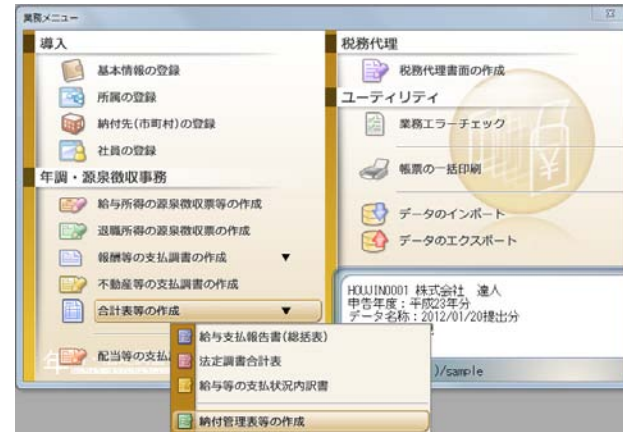 業務メニュー
導入
基本情報の登録
所属の登録
納付先(市町村)の登録
社員の登録
年調・源泉徴収事務
給与所得の源泉徴収票等の作成
退職所得の源泉徴収票の作成
報酬等の支払調書の作成 ▼
不動産等の支払調書の作成
合計表等の作成 ▼
配当等の支払
給与支払報告書(総括表)
法定調書合計表
給与等の支払状況内訳書
納付管理表等の作成
税務代理
税務代理書面の作成
ユーティリティ
業務エラーチェック
帳票の一括印刷
データのインポート
データのエクスポート
HOUJIN0001 株式会社 達人
申告年度：平成23年分
データ名称：2012/01/20提出分
)/sample